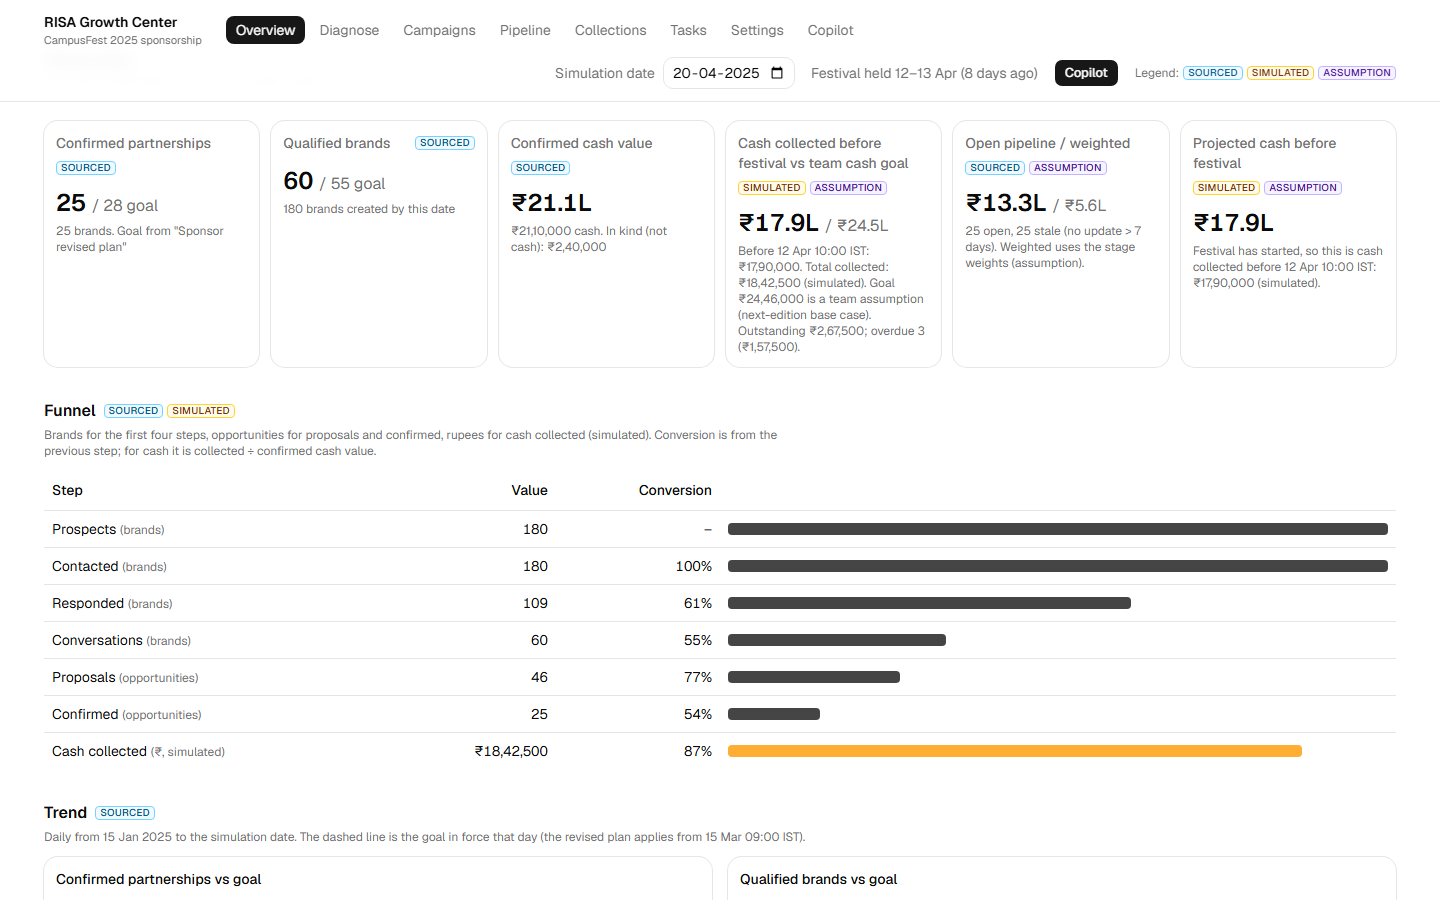 RISA Growth Center
CampusFest 2025 sponsorship
Overview Diagnose Campaigns Pipeline Collections Tasks Settings Copilot
Simulation date 20-04-2025 Festival held 12–13 Apr (8 days ago) Copilot Legend: SOURCED SIMULATED ASSUMPTION
Confirmed partnerships
SOURCED
25 / 28 goal
25 brands. Goal from "Sponsor
revised plan"
Qualified brands SOURCED
60 / 55 goal
180 brands created by this date
Confirmed cash value
SOURCED
₹21.1L
₹21,10,000 cash. In kind (not
cash): ₹2,40,000
Cash collected before
festival vs team cash goal
SIMULATED ASSUMPTION
₹17.9L / ₹24.5L
Before 12 Apr 10:00 IST:
₹17,90,000. Total collected:
₹18,42,500 (simulated). Goal
₹24,46,000 is a team assumption
(next-edition base case).
Outstanding ₹2,67,500; overdue 3
(₹1,57,500).
Open pipeline / weighted
SOURCED ASSUMPTION
₹13.3L / ₹5.6L
25 open, 25 stale (no update > 7
days). Weighted uses the stage
weights (assumption).
Projected cash before
festival
SIMULATED ASSUMPTION
₹17.9L
Festival has started, so this is cash
collected before 12 Apr 10:00 IST:
₹17,90,000 (simulated).
Funnel SOURCED SIMULATED
Brands for the first four steps, opportunities for proposals and confirmed, rupees for cash collected (simulated). Conversion is from the
previous step; for cash it is collected ÷ confirmed cash value.
Step Value Conversion
Prospects (brands) 180 –
Contacted (brands) 180 100%
Responded (brands) 109 61%
Conversations (brands) 60 55%
Proposals (opportunities) 46 77%
Confirmed (opportunities) 25 54%
Cash collected (₹, simulated) ₹18,42,500 87%
Trend SOURCED
Daily from 15 Jan 2025 to the simulation date. The dashed line is the goal in force that day (the revised plan applies from 15 Mar 09:00 IST).
Confirmed partnerships vs goal
Qualified brands vs goal